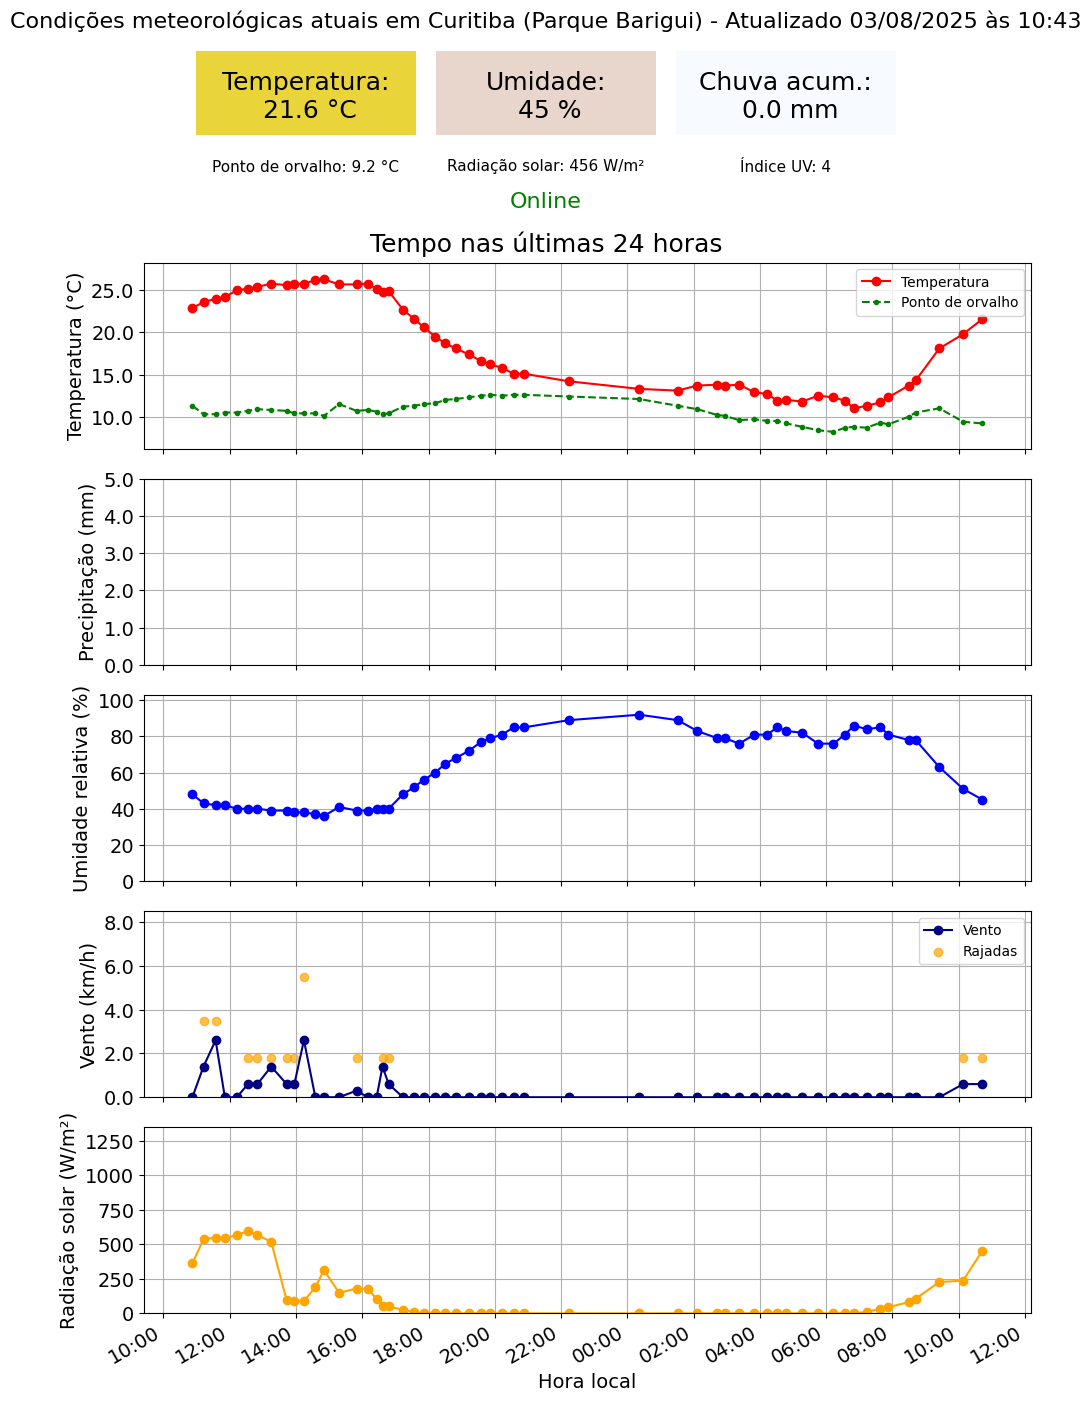 Condições meteorológicas atuais em Curitiba (Parque Barigui) - Atualizado 03/08/2025 às 10:43
Temperatura:
21.6 °C
Umidade:
45 %
Chuva acum.:
0.0 mm
Ponto de orvalho: 9.2 °C
Radiação solar: 456 W/m²
Índice UV: 4
Online
Tempo nas últimas 24 horas
Temperatura (°C)
25.0
20.0
15.0
10.0
Temperatura
Ponto de orvalho
Precipitação (mm)
5.0
4.0
3.0
2.0
1.0
0.0
Umidade relativa (%)
100
80
60
40
20
0
Vento (km/h)
8.0
6.0
4.0
2.0
0.0
Vento
Rajadas
Radiação solar (W/m²)
1250
1000
750
500
250
0
10:00
12:00
14:00
16:00
18:00
20:00
22:00
00:00
02:00
04:00
06:00
08:00
10:00
12:00
Hora local